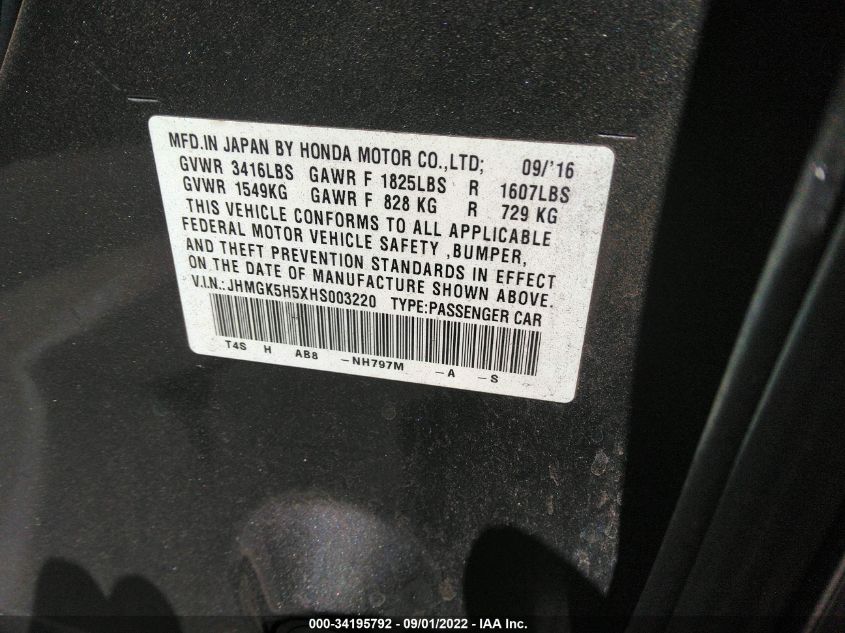 MFD.IN JAPAN BY HONDA MOTOR CO.,LTD; 09/'16
GVWR 3416LBS GAWR F 1825LBS R 1607LBS
GVWR 1549KG GAWR F 828 KG R 729 KG
THIS VEHICLE CONFORMS TO ALL APPLICABLE
FEDERAL MOTOR VEHICLE SAFETY ,BUMPER,
AND THEFT PREVENTION STANDARDS IN EFFECT
ON THE DATE OF MANUFACTURE SHOWN ABOVE.
V.I.N.:JHMGK5H5XHS003220 TYPE:PASSENGER CAR
T4S H AB8 -NH797M -A -S
000-34195792 - 09/01/2022 - IAA Inc.